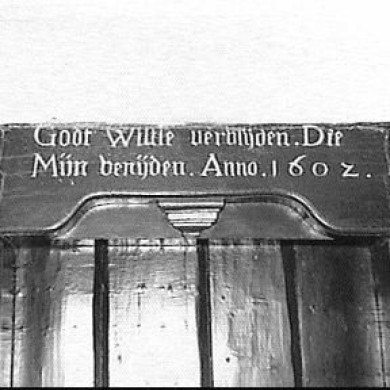 Godt Wille verblijden. Die
Mijn benijden. Anno. 1602.